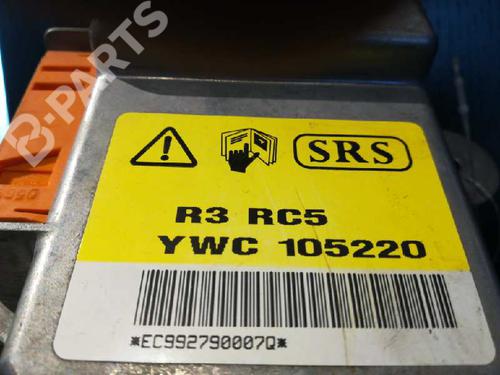 B-PARTS
SRS
R3 RC5
YWC 105220
*EC992790007Q*